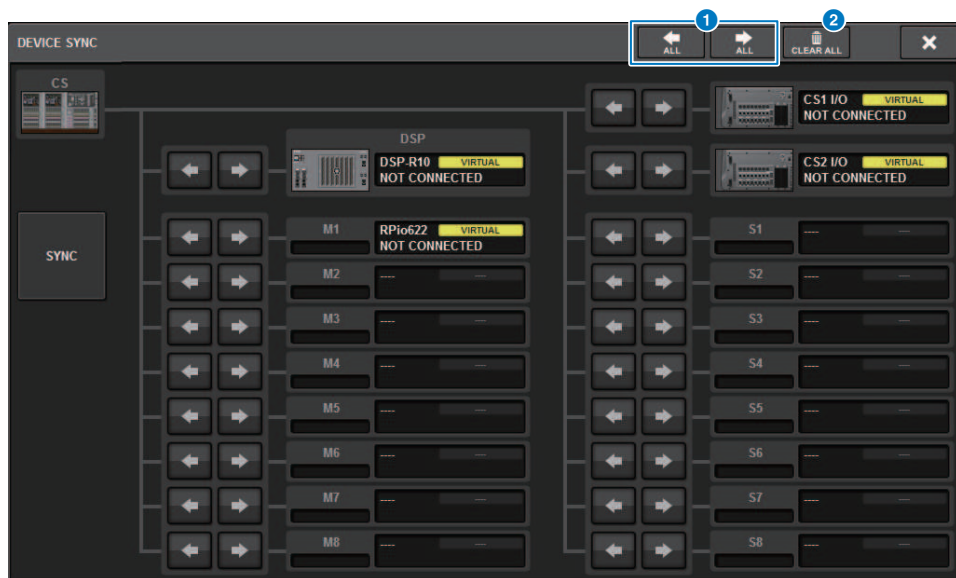 1
2
DEVICE SYNC
ALL
ALL
CLEAR ALL
CS
CS1 I/O VIRTUAL
NOT CONNECTED
DSP
DSP-R10 VIRTUAL
NOT CONNECTED
CS2 I/O VIRTUAL
NOT CONNECTED
SYNC
M1 RPio622 VIRTUAL
NOT CONNECTED
S1 ---- ---
M2 ---- ---
S2 ---- ---
M3 ---- ---
S3 ---- ---
M4 ---- ---
S4 ---- ---
M5 ---- ---
S5 ---- ---
M6 ---- ---
S6 ---- ---
M7 ---- ---
S7 ---- ---
M8 ---- ---
S8 ---- ---